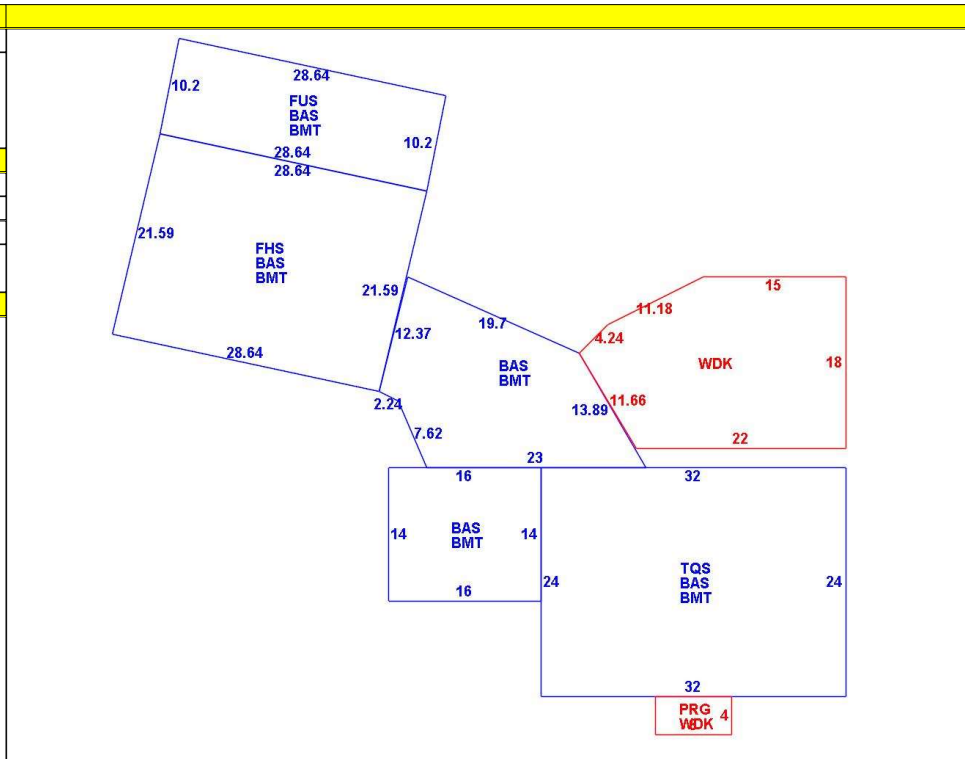 28.64
10.2
FUS
BAS
BMT
10.2
28.64
28.64
21.59
FHS
BAS
BMT
21.59
28.64
2.24
12.37
19.7
BAS
BMT
7.62
13.89
23
15
11.18
4.24
WDK
18
11.66
22
16
14
BAS
BMT
14
16
32
24
TQS
BAS
BMT
24
32
PRG
WDK
4